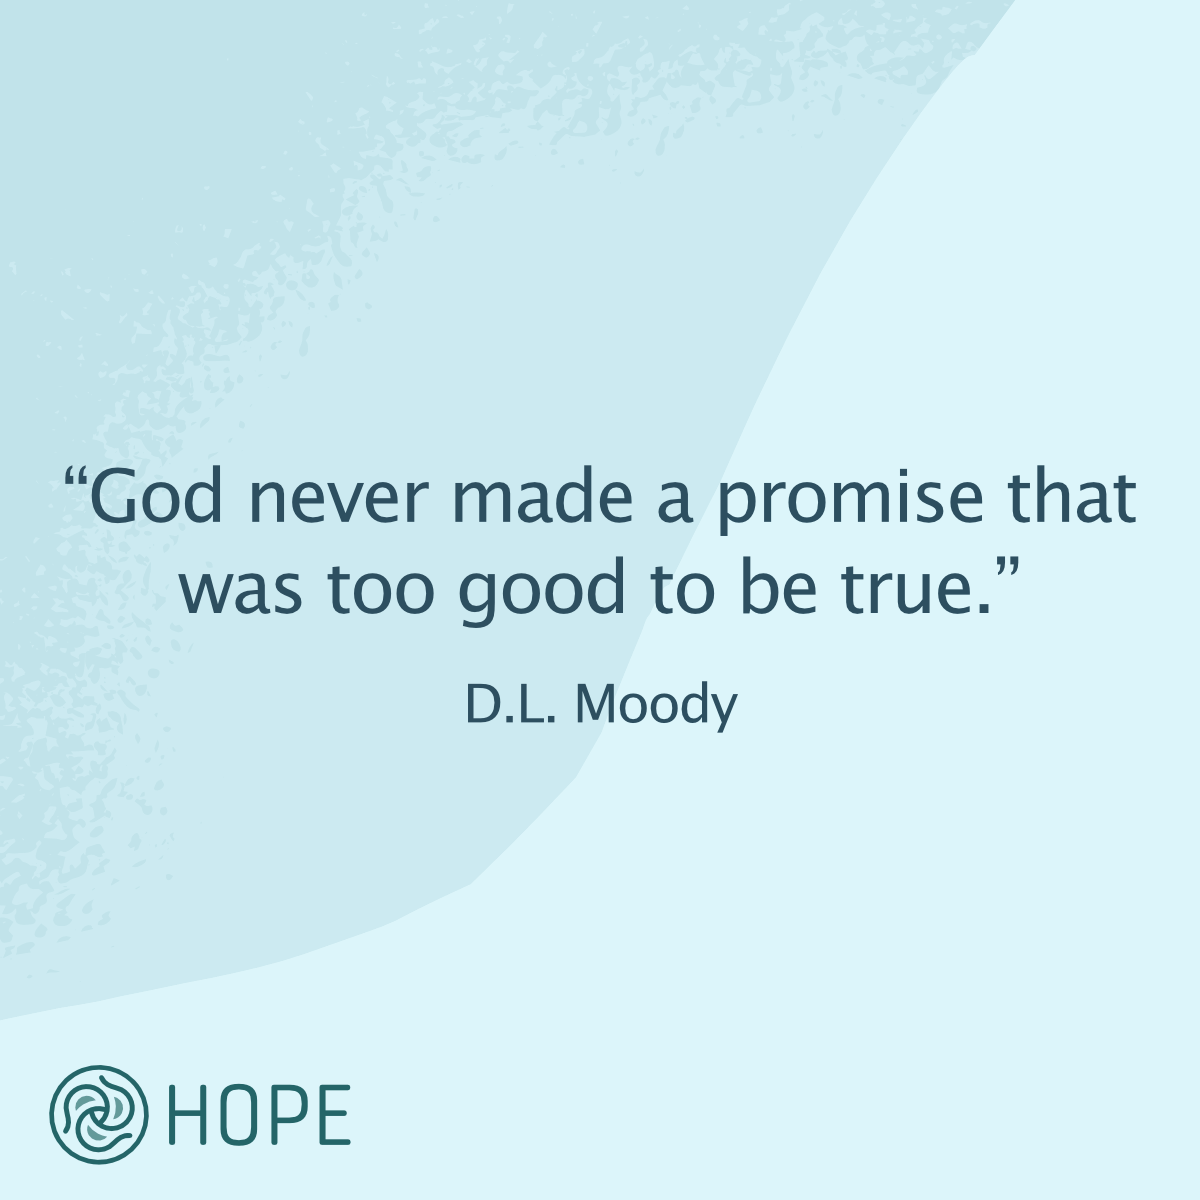 “God never made a promise that
was too good to be true.”
D.L. Moody
HOPE